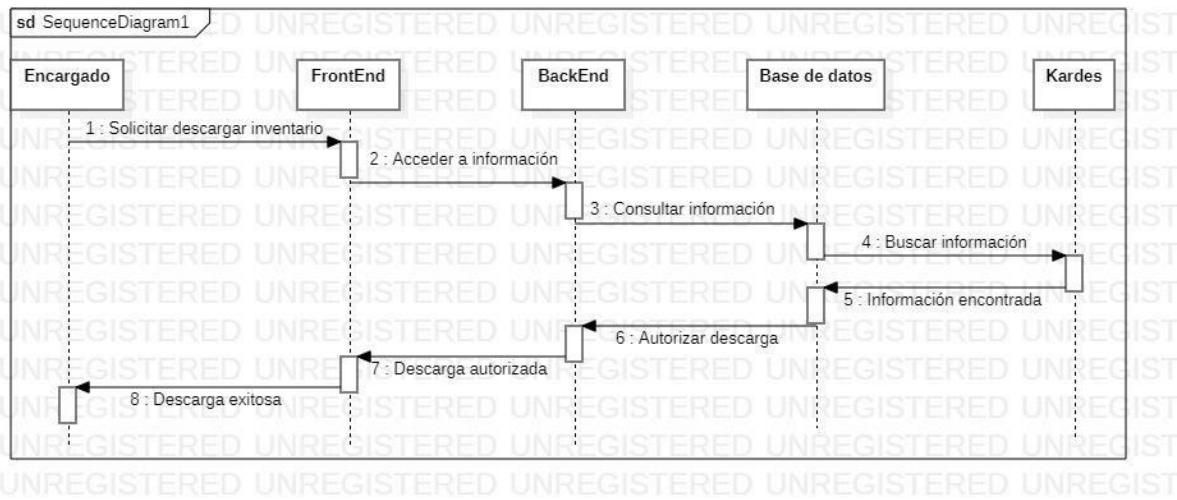 sd SequenceDiagram1
Encargado FrontEnd BackEnd Base de datos Kardes
1 : Solicitar descargar inventario
2 : Acceder a información
3 : Consultar información
4 : Buscar información
5 : Información encontrada
6 : Autorizar descarga
7 : Descarga autorizada
8 : Descarga exitosa
UNREGISTERED